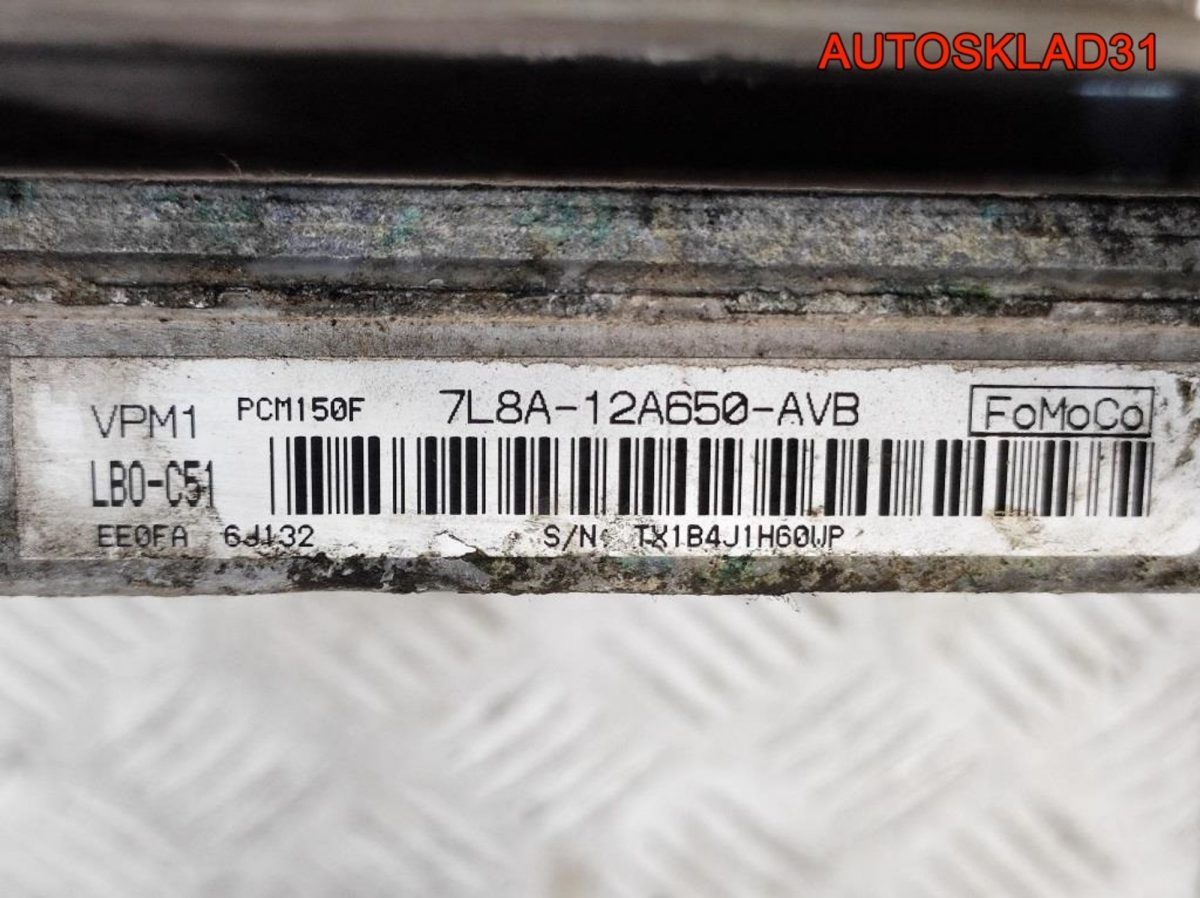 AUTOSKLAD31
VPM1 PCM150F 7L8A-12A650-AVB FoMoCo
LB0-C51
EE0FA 6J132 S/N TX1B4J1H60WP